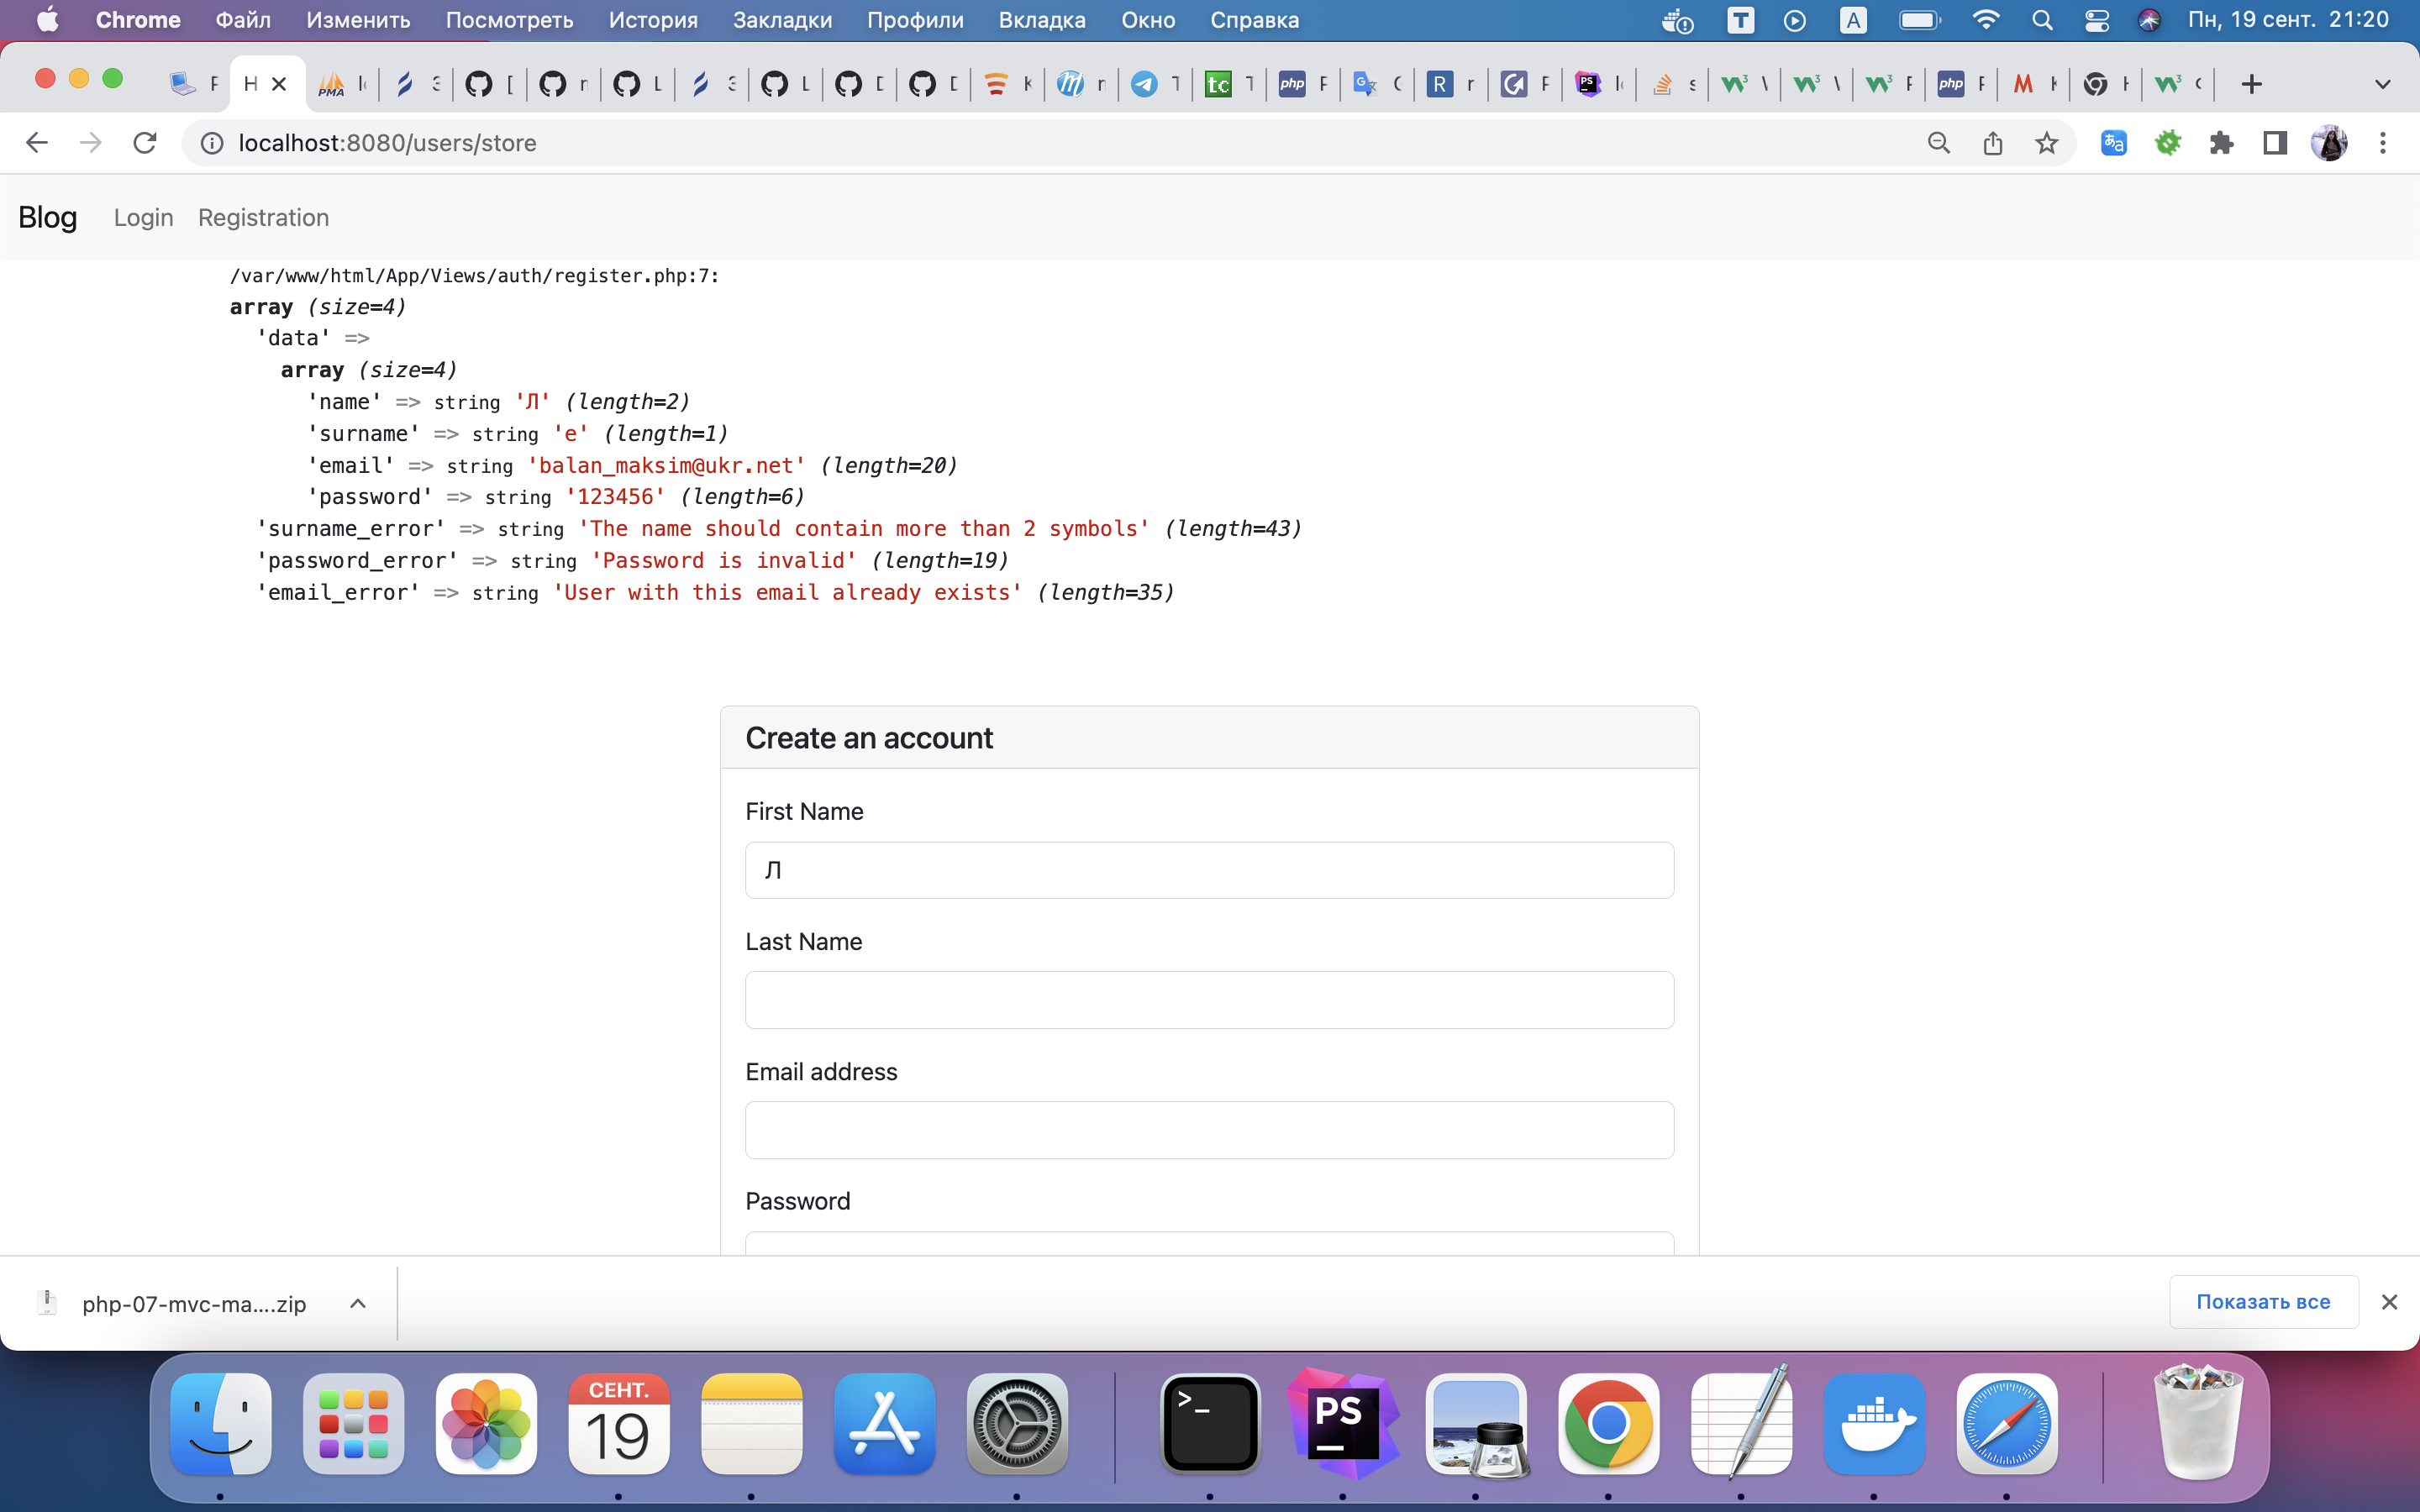 Chrome Файл Изменить Посмотреть История Закладки Профили Вкладка Окно Справка A Пн, 19 сент. 21:20
localhost:8080/users/store
Blog Login Registration
/var/www/html/App/Views/auth/register.php:7:
array (size=4)
'data' =>
array (size=4)
'name' => string 'Л' (length=2)
'surname' => string 'e' (length=1)
'email' => string 'balan_maksim@ukr.net' (length=20)
'password' => string '123456' (length=6)
'surname_error' => string 'The name should contain more than 2 symbols' (length=43)
'password_error' => string 'Password is invalid' (length=19)
'email_error' => string 'User with this email already exists' (length=35)
Create an account
First Name
Л
Last Name
Email address
Password
php-07-mvc-ma....zip
Показать все
СЕНТ.
19
PS